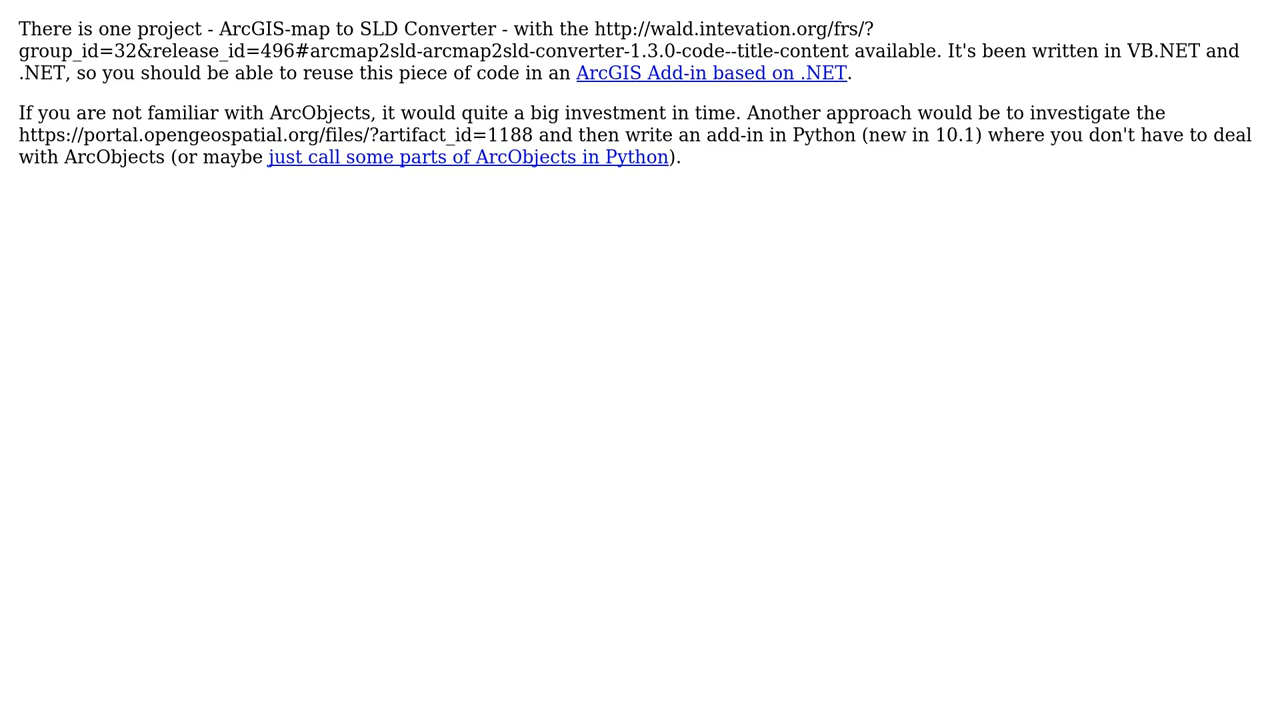 There is one project - ArcGIS-map to SLD Converter - with the http://wald.intevation.org/frs/?
group_id=32&release_id=496#arcmap2sld-arcmap2sld-converter-1.3.0-code--title-content available. It's been written in VB.NET and
.NET, so you should be able to reuse this piece of code in an ArcGIS Add-in based on .NET.
If you are not familiar with ArcObjects, it would quite a big investment in time. Another approach would be to investigate the
https://portal.opengeospatial.org/files/?artifact_id=1188 and then write an add-in in Python (new in 10.1) where you don't have to deal
with ArcObjects (or maybe just call some parts of ArcObjects in Python).